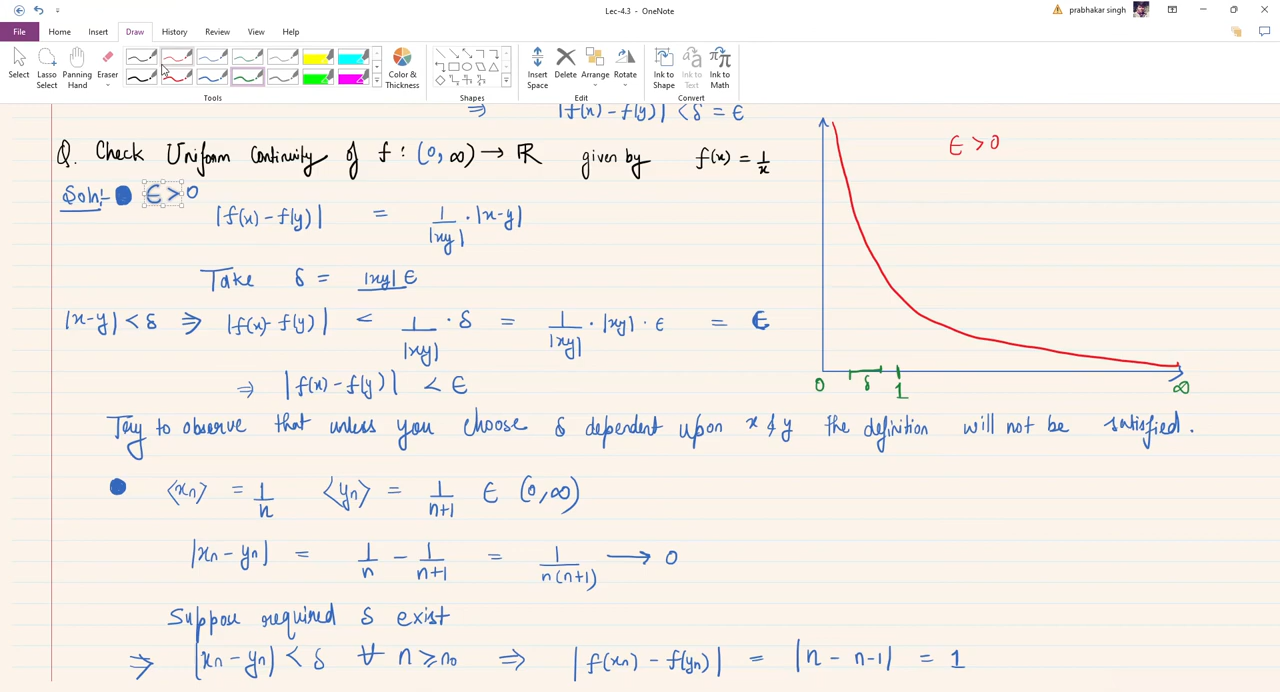 Lec-4.3 - OneNote
prabhakar singh
File Home Insert Draw History Review View Help
Select Lasso Select Panning Hand Eraser Color & Thickness Insert Space Delete Arrange Rotate Ink to Shape Ink to Text Ink to Math
Tools Shapes Edit Convert
⇒ |f(x) - f(y)| < δ = ε
Q. Check Uniform Continuity of f : (0, ∞) → R given by f(x) = 1/x
Soln:- ε > 0
|f(x) - f(y)| = 1/|xy| · |x-y|
Take δ = |xy| ε
|x-y| < δ ⇒ |f(x) - f(y)| < 1/|xy| · δ = 1/|xy| · |xy| · ε = ε
⇒ |f(x) - f(y)| < ε
ε > 0
0 δ 1 ∞
Try to observe that unless you choose δ dependent upon x & y the definition will not be satisfied.
⟨xn⟩ = 1/n ⟨yn⟩ = 1/n+1 ∈ (0, ∞)
|xn - yn| = 1/n - 1/n+1 = 1/n(n+1) → 0
Suppose required δ exist
⇒ |xn - yn| < δ ∀ n ≥ n0 ⇒ |f(xn) - f(yn)| = |n - n-1| = 1